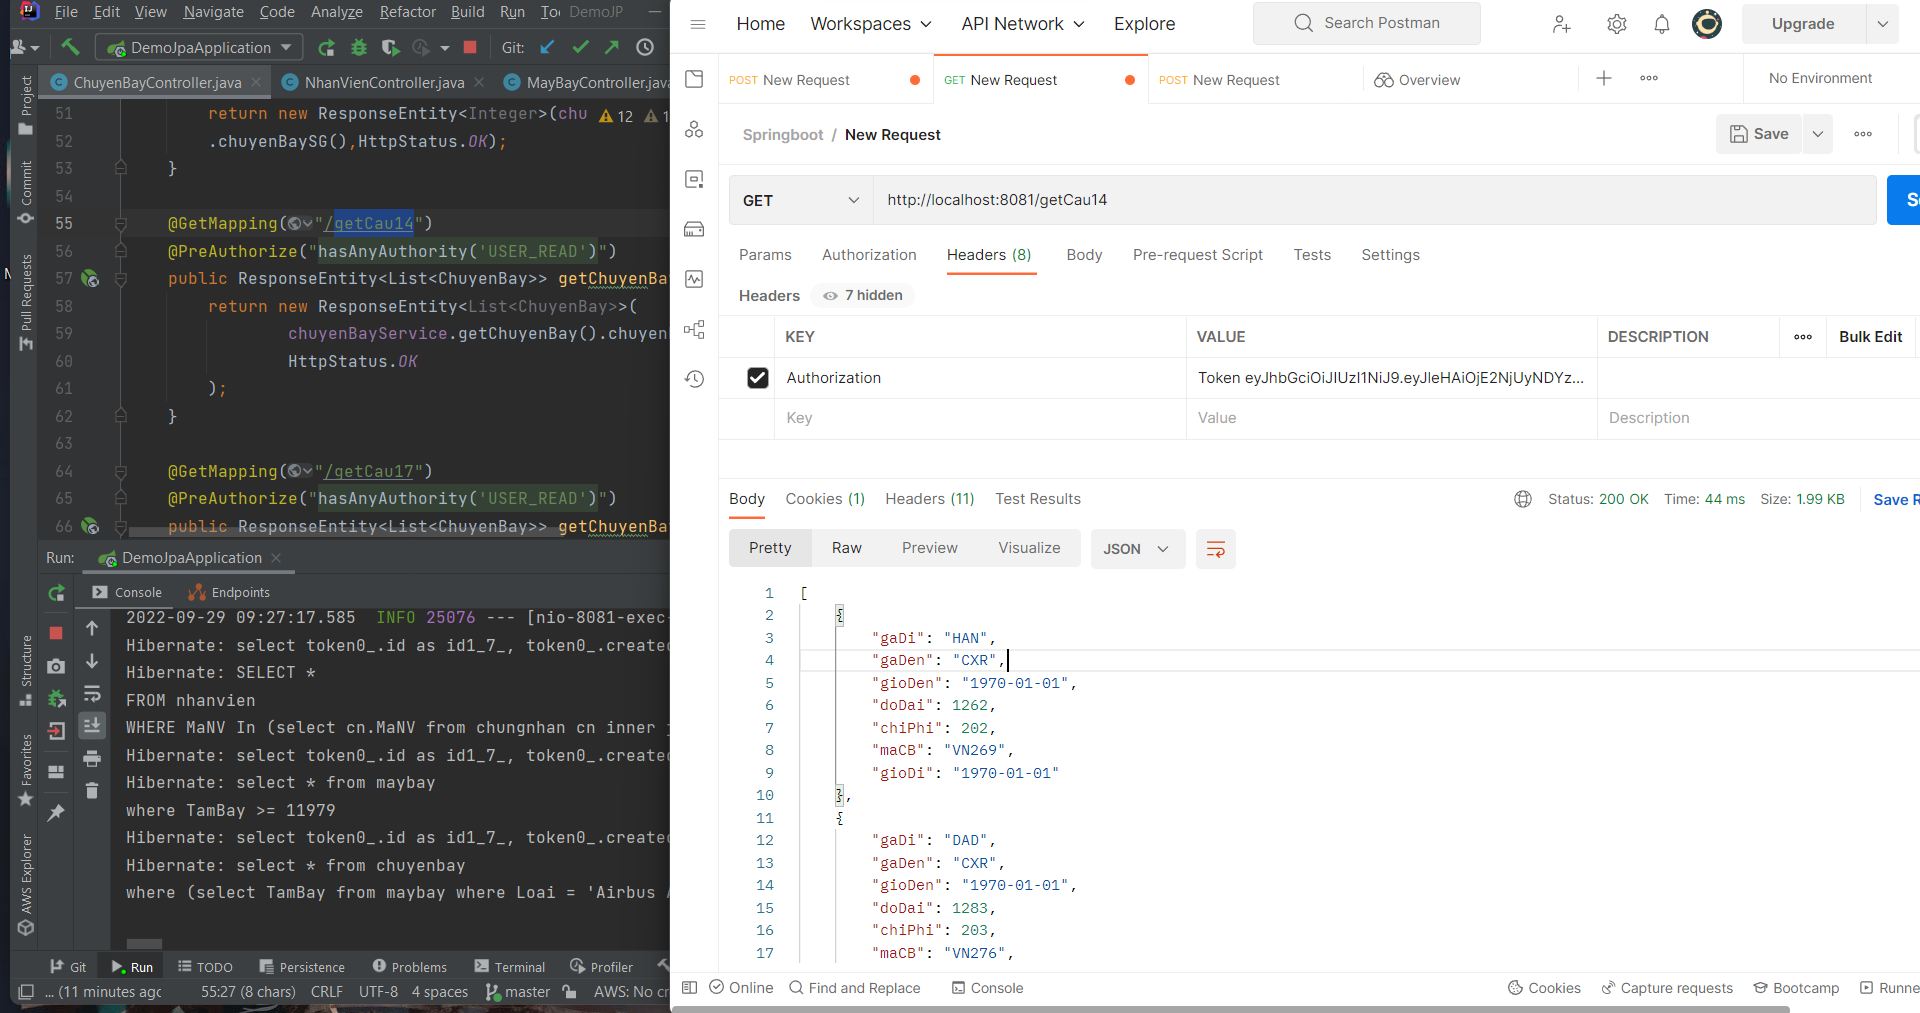 File Edit View Navigate Code Analyze Refactor Build Run DemoJP
DemoJpaApplication Git:
ChuyenBayController.java NhanVienController.java MayBayController.java
Project
Commit
Pull Requests
Structure
Favorites
AWS Explorer
51 return new ResponseEntity<Integer>(chu 12
52 .chuyenBaySG(),HttpStatus.OK);
53 }
54
55 @GetMapping("/getCau14")
56 @PreAuthorize("hasAnyAuthority('USER_READ')")
57 public ResponseEntity<List<ChuyenBay>> getChuyenBa
58 return new ResponseEntity<List<ChuyenBay>>(
59 chuyenBayService.getChuyenBay().chuyen
60 HttpStatus.OK
61 );
62 }
63
64 @GetMapping("/getCau17")
65 @PreAuthorize("hasAnyAuthority('USER_READ')")
66 public ResponseEntity<List<ChuyenBay>> getChuyenBa
Run: DemoJpaApplication
Console Endpoints
2022-09-29 09:27:17.585 INFO 25076 --- [nio-8081-exec-
Hibernate: select token0_.id as id1_7_, token0_.created
Hibernate: SELECT *
FROM nhanvien
WHERE MaNV In (select cn.MaNV from chungnhan cn inner
Hibernate: select token0_.id as id1_7_, token0_.created
Hibernate: select * from maybay
where TamBay >= 11979
Hibernate: select token0_.id as id1_7_, token0_.created
Hibernate: select * from chuyenbay
where (select TamBay from maybay where Loai = 'Airbus
Git Run TODO Persistence Problems Terminal Profiler
... (11 minutes agc 55:27 (8 chars) CRLF UTF-8 4 spaces master AWS: No cr
Home Workspaces API Network Explore Search Postman Upgrade
POST New Request GET New Request POST New Request Overview No Environment
Springboot / New Request Save
GET http://localhost:8081/getCau14 S
Params Authorization Headers (8) Body Pre-request Script Tests Settings
Headers 7 hidden
KEY VALUE DESCRIPTION Bulk Edit
Authorization Token eyJhbGciOiJIUzI1NiJ9.eyJleHAiOjE2NjUyNDYz...
Key Value Description
Body Cookies (1) Headers (11) Test Results Status: 200 OK Time: 44 ms Size: 1.99 KB Save R
Pretty Raw Preview Visualize JSON
1 [
2 {
3 "gaDi": "HAN",
4 "gaDen": "CXR",
5 "gioDen": "1970-01-01",
6 "doDai": 1262,
7 "chiPhi": 202,
8 "maCB": "VN269",
9 "gioDi": "1970-01-01"
10 },
11 {
12 "gaDi": "DAD",
13 "gaDen": "CXR",
14 "gioDen": "1970-01-01",
15 "doDai": 1283,
16 "chiPhi": 203,
17 "maCB": "VN276",
Online Find and Replace Console Cookies Capture requests Bootcamp Runne